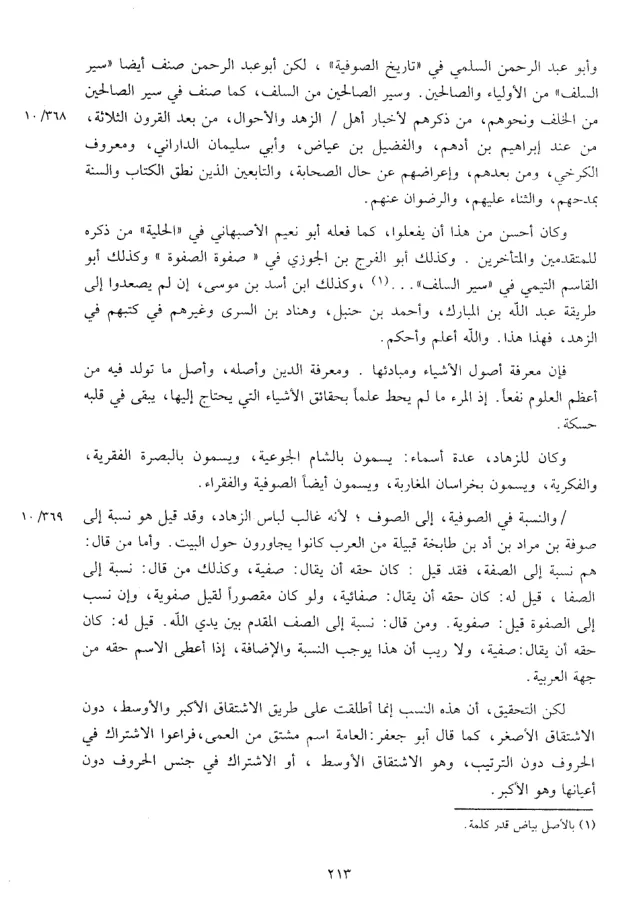 وأبو عبد الرحمن السلمي في «تاريخ الصوفية» ، لكن أبوعبد الرحمن صنف أيضا «سير
السلف» من الأولياء والصالحين. وسير الصالحين من السلف، كما صنف في سير الصالحين
من الخلف ونحوهم، من ذكرهم لأخبار أهل / الزهد والأحوال، من بعد القرون الثلاثة، ١٠/٣٦٨
من عند إبراهيم بن أدهم، والفضيل بن عياض، وأبي سليمان الداراني، ومعروف
الكرخي، ومن بعدهم، وإعراضهم عن حال الصحابة، والتابعين الذين نطق الكتاب والسنة
بمدحهم، والثناء عليهم، والرضوان عنهم.
وكان أحسن من هذا أن يفعلوا، كما فعله أبو نعيم الأصبهاني في «الحلية» من ذكره
للمتقدمين والمتأخرين . وكذلك أبو الفرج بن الجوزي في « صفوة الصفوة » وكذلك أبو
القاسم التيمي في «سير السلف»...(١) ،وكذلك ابن أسد بن موسى، إن لم يصعدوا إلى
طريقة عبد الله بن المبارك، وأحمد بن حنبل، وهناد بن السرى وغيرهم في كتبهم في
الزهد، فهذا هذا. والله أعلم وأحكم.
فإن معرفة أصول الأشياء ومبادئها . ومعرفة الدين وأصله، وأصل ما تولد فيه من
أعظم العلوم نفعاً. إذ المرء ما لم يحط علماً بحقائق الأشياء التي يحتاج إليها، يبقى في قلبه
حسكة.
وكان للزهاد، عدة أسماء: يسمون بالشام الجوعية، ويسمون بالبصرة الفقرية،
والفكرية، ويسمون بخراسان المغاربة، ويسمون أيضاً الصوفية والفقراء.
/ والنسبة في الصوفية، إلى الصوف ؛ لأنه غالب لباس الزهاد، وقد قيل هو نسبة إلى ١٠/٣٦٩
صوفة بن مراد بن أد بن طابخة قبيلة من العرب كانوا يجاورون حول البيت. وأما من قال:
هم نسبة إلى الصفة، فقد قيل : كان حقه أن يقال: صفية، وكذلك من قال: نسبة إلى
الصفا ، قيل له: كان حقه أن يقال: صفائية، ولو كان مقصوراً لقيل صفوية، وإن نسب
إلى الصفوة قيل: صفوية. ومن قال: نسبة إلى الصف المقدم بين يدي الله. قيل له: كان
حقه أن يقال:صفية، ولا ريب أن هذا يوجب النسبة والإضافة، إذا أعطى الاسم حقه من
جهة العربية.
لكن التحقيق، أن هذه النسب إنما أطلقت على طريق الاشتقاق الأكبر والأوسط، دون
الاشتقاق الأصغر، كما قال أبو جعفر:العامة اسم مشتق من العمى،فراعوا الاشتراك في
الحروف دون الترتيب، وهو الاشتقاق الأوسط ، أو الاشتراك في جنس الحروف دون
أعيانها وهو الأكبر.
(١) بالأصل بياض قدر كلمة.
٢١٣